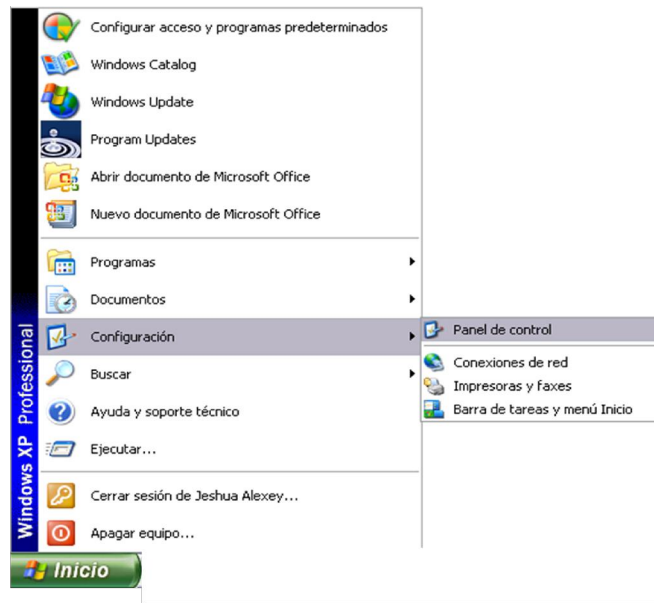 Configurar acceso y programas predeterminados
Windows Catalog
Windows Update
Program Updates
Abrir documento de Microsoft Office
Nuevo documento de Microsoft Office
Programas
Documentos
Configuración
Buscar
Ayuda y soporte técnico
Ejecutar...
Cerrar sesión de Jeshua Alexey...
Apagar equipo...
Panel de control
Conexiones de red
Impresoras y faxes
Barra de tareas y menú Inicio
Windows XP Professional
Inicio